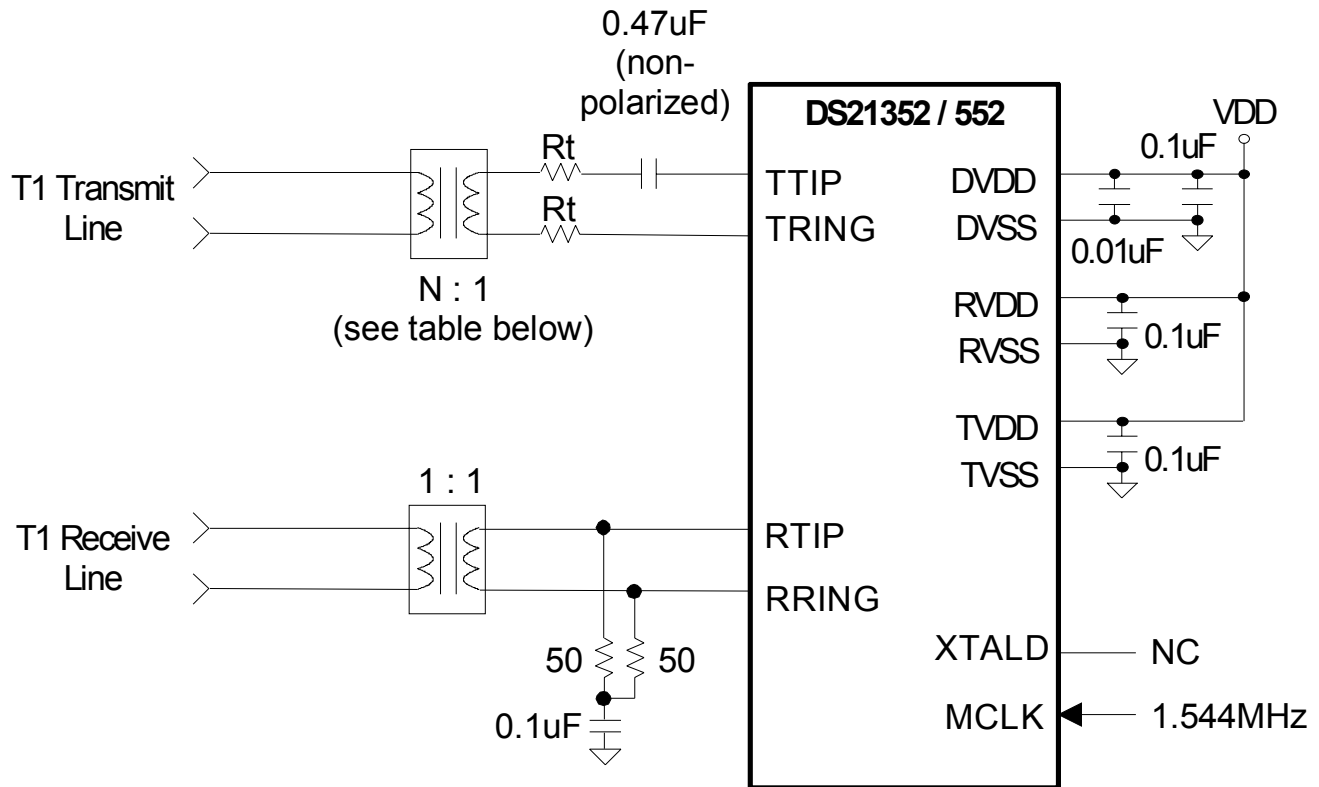 0.47uF
(non-
polarized)
DS21352 / 552
VDD
0.1uF
T1 Transmit
Line
Rt
Rt
TTIP
TRING
DVDD
DVSS
0.01uF
N : 1
(see table below)
RVDD
RVSS
0.1uF
TVDD
TVSS
0.1uF
1 : 1
T1 Receive
Line
RTIP
RRING
50
50
0.1uF
XTALD
NC
MCLK
1.544MHz